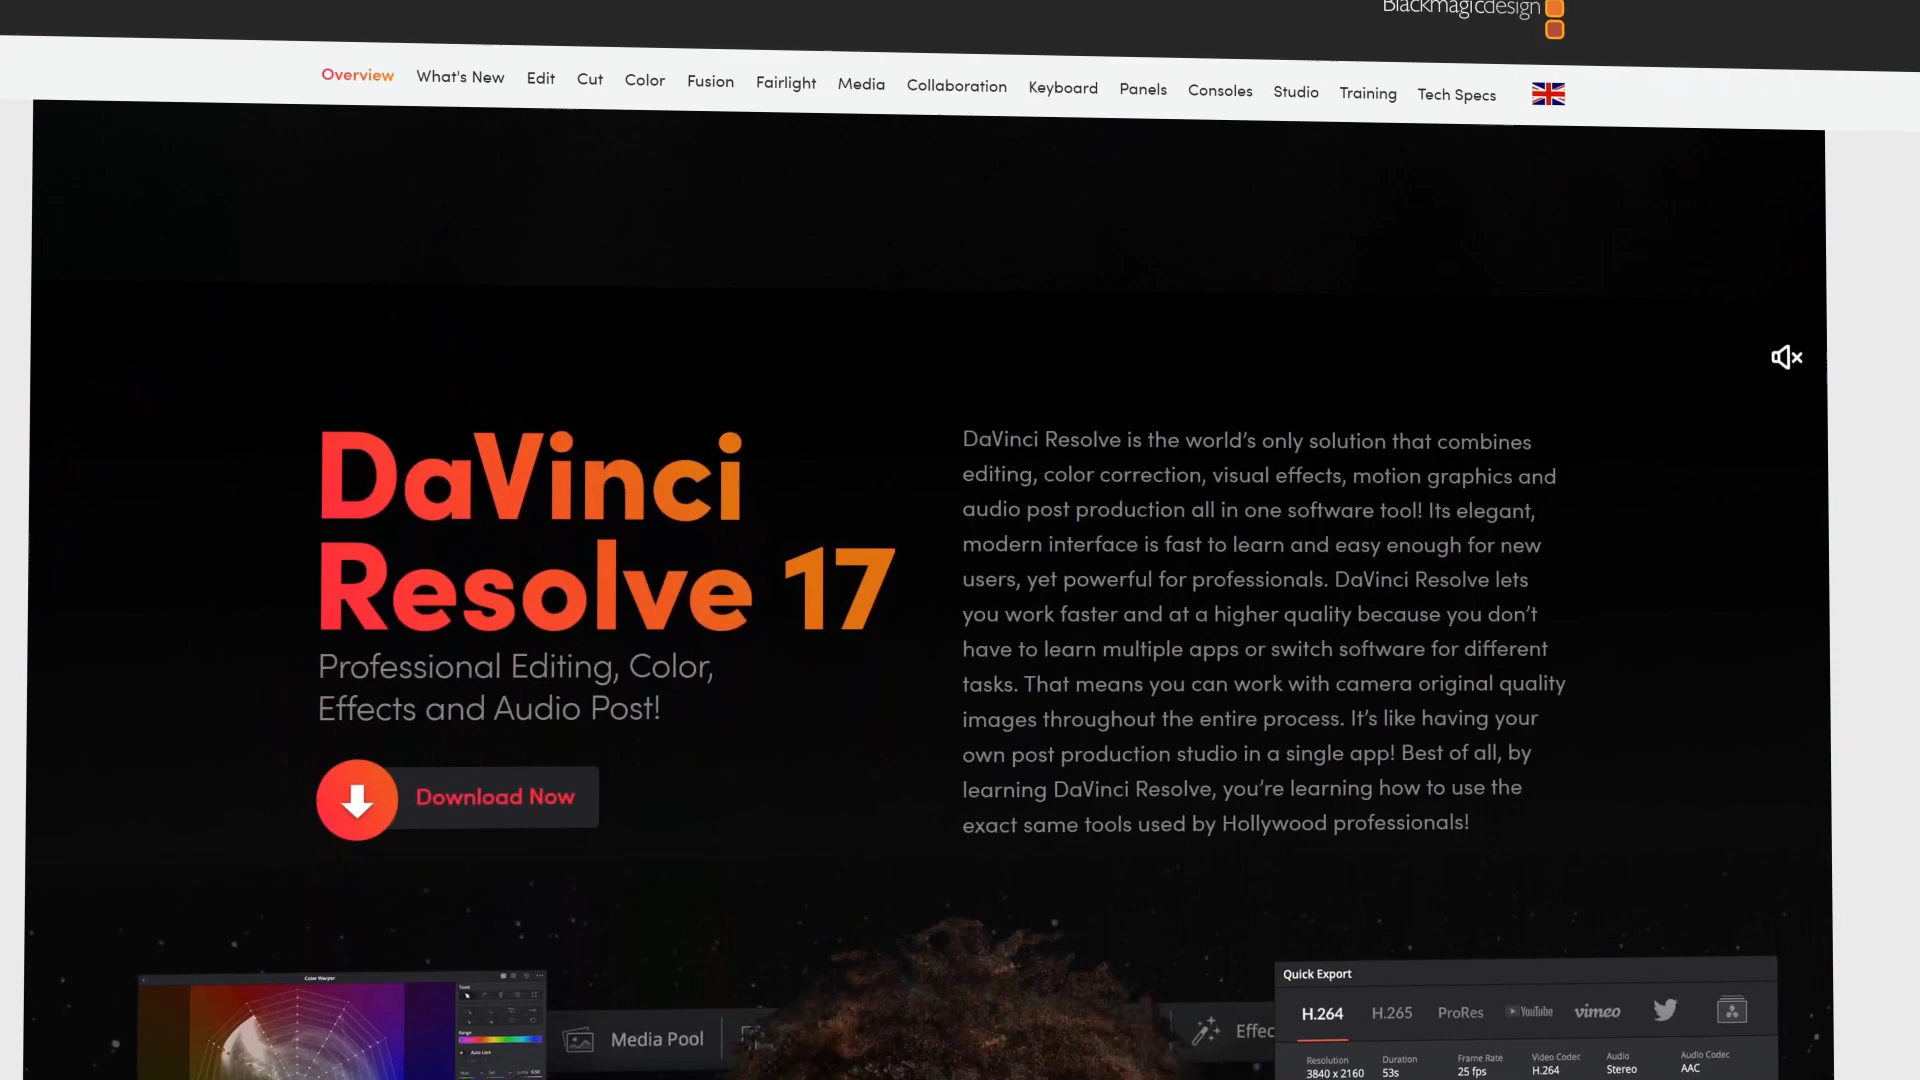 Blackmagicdesign
Overview What's New Edit Cut Color Fusion Fairlight Media Collaboration Keyboard Panels Consoles Studio Training Tech Specs
DaVinci
Resolve 17
Professional Editing, Color,
Effects and Audio Post!
Download Now
DaVinci Resolve is the world’s only solution that combines
editing, color correction, visual effects, motion graphics and
audio post production all in one software tool! Its elegant,
modern interface is fast to learn and easy enough for new
users, yet powerful for professionals. DaVinci Resolve lets
you work faster and at a higher quality because you don’t
have to learn multiple apps or switch software for different
tasks. That means you can work with camera original quality
images throughout the entire process. It’s like having your
own post production studio in a single app! Best of all, by
learning DaVinci Resolve, you’re learning how to use the
exact same tools used by Hollywood professionals!
Color Warper
Tools
Range
Auto Lock
Media Pool
Effec
Quick Export
H.264 H.265 ProRes YouTube vimeo
Resolution Duration Frame Rate Video Codec Audio Audio Codec
3840 x 2160 53s 25 fps H.264 Stereo AAC